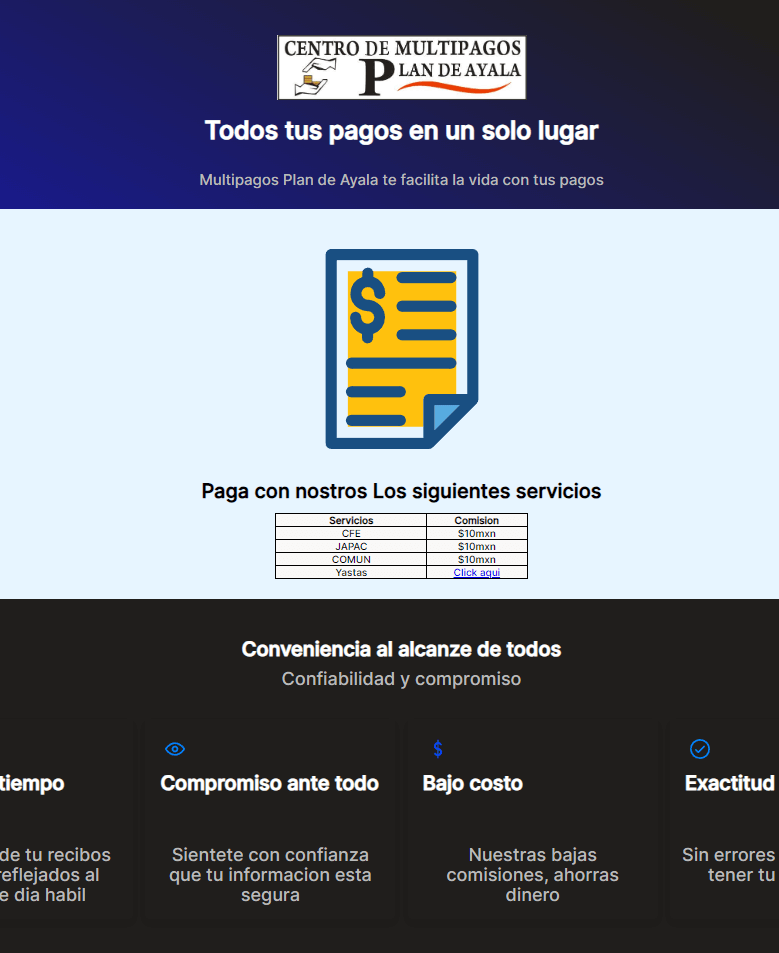 CENTRO DE MULTIPAGOS
PLAN DE AYALA
Todos tus pagos en un solo lugar
Multipagos Plan de Ayala te facilita la vida con tus pagos
$
Paga con nostros Los siguientes servicios
Servicios Comision
CFE $10mxn
JAPAC $10mxn
COMUN $10mxn
Yastas Click aqui
Conveniencia al alcanze de todos
Confiabilidad y compromiso
tiempo
de tu recibos
reflejados al
e dia habil
Compromiso ante todo
Sientete con confianza
que tu informacion esta
segura
$
Bajo costo
Nuestras bajas
comisiones, ahorras
dinero
Exactitud
Sin errores
tener tu